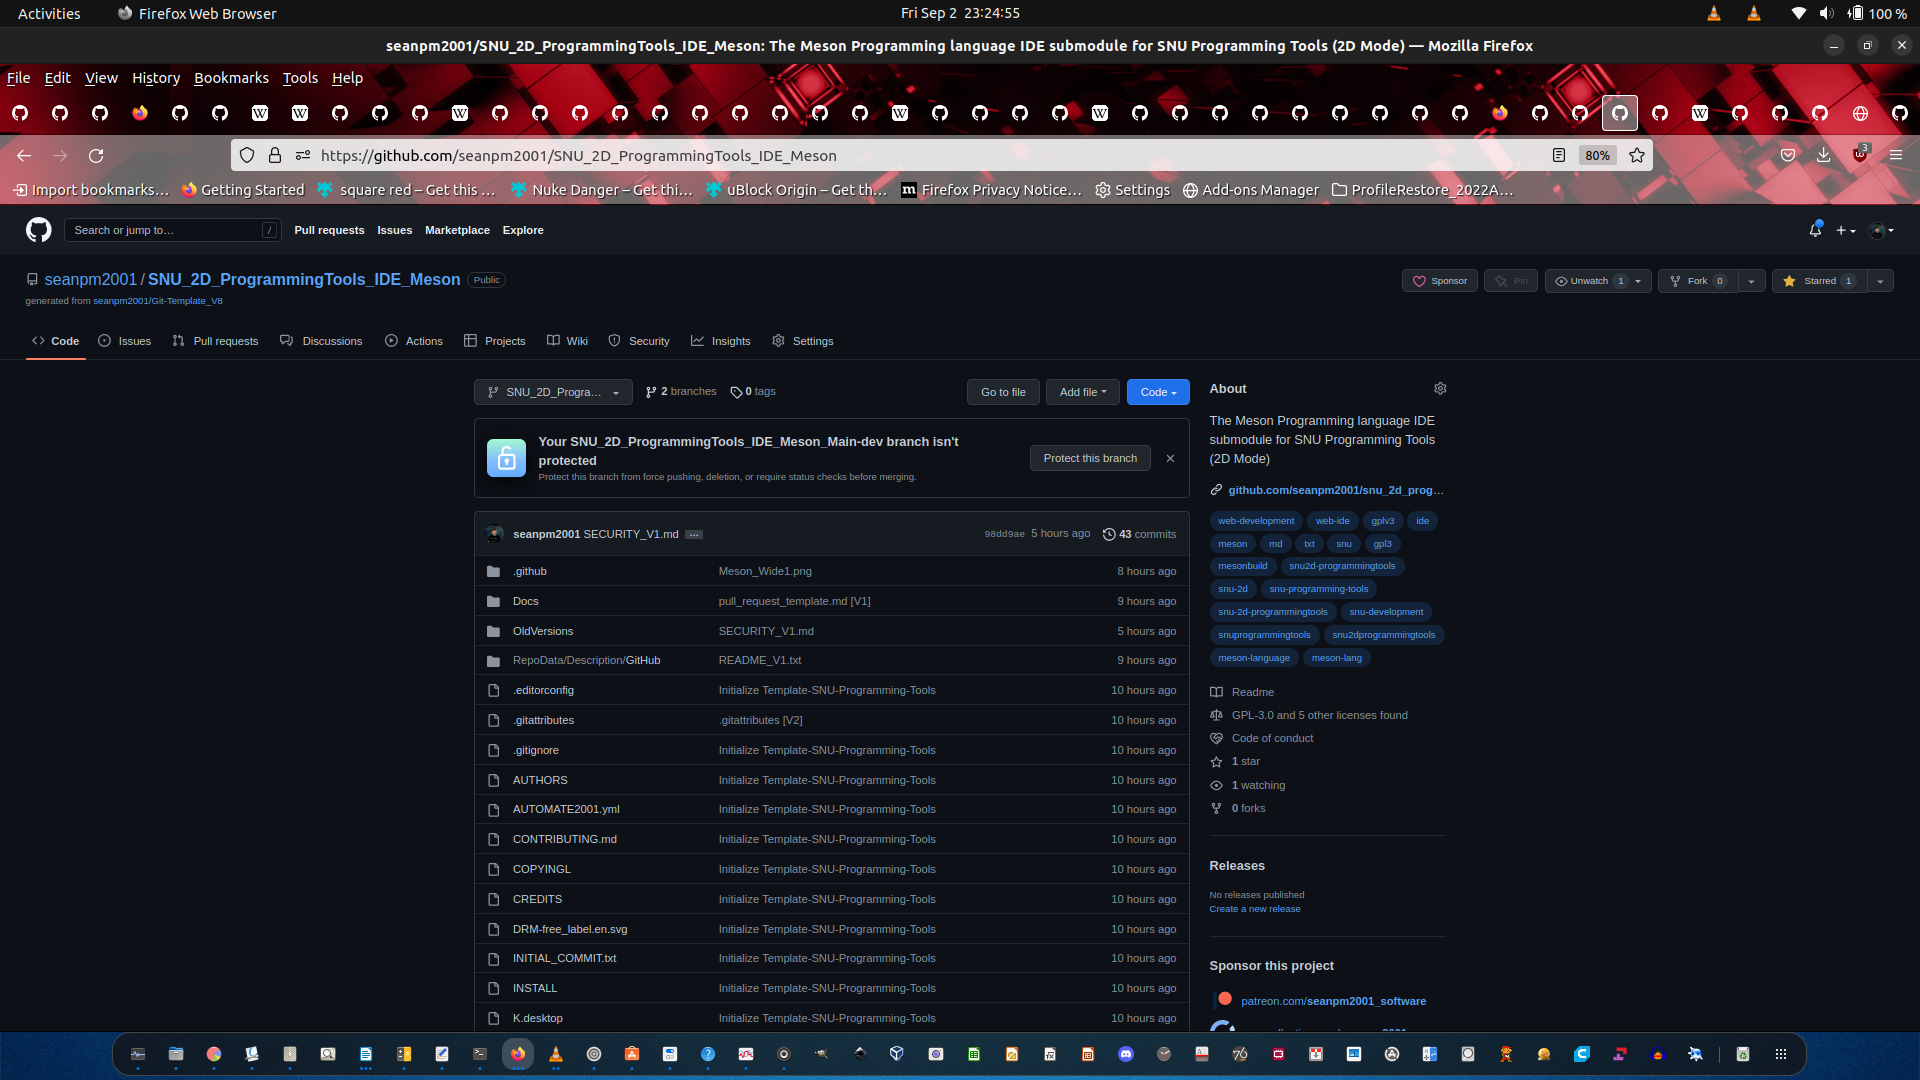 Activities
Firefox Web Browser
Fri Sep 2 23:24:55
100 %
seanpm2001/SNU_2D_ProgrammingTools_IDE_Meson: The Meson Programming language IDE submodule for SNU Programming Tools (2D Mode) — Mozilla Firefox
File Edit View History Bookmarks Tools Help
https://github.com/seanpm2001/SNU_2D_ProgrammingTools_IDE_Meson
80%
3
Import bookmarks…
Getting Started
square red – Get this …
Nuke Danger – Get thi…
uBlock Origin – Get th…
Firefox Privacy Notice…
Settings
Add-ons Manager
ProfileRestore_2022A…
Search or jump to…
/
Pull requests
Issues
Marketplace
Explore
seanpm2001 / SNU_2D_ProgrammingTools_IDE_Meson
Public
generated from seanpm2001/Git-Template_V8
Sponsor
Pin
Unwatch 1
Fork 0
Starred 1
Code
Issues
Pull requests
Discussions
Actions
Projects
Wiki
Security
Insights
Settings
SNU_2D_Progra…
2 branches
0 tags
Go to file
Add file
Code
Your SNU_2D_ProgrammingTools_IDE_Meson_Main-dev branch isn't
protected
Protect this branch from force pushing, deletion, or require status checks before merging.
Protect this branch
seanpm2001 SECURITY_V1.md …
98dd9ae 5 hours ago
43 commits
.github Meson_Wide1.png 8 hours ago
Docs pull_request_template.md [V1] 9 hours ago
OldVersions SECURITY_V1.md 5 hours ago
RepoData/Description/GitHub README_V1.txt 9 hours ago
.editorconfig Initialize Template-SNU-Programming-Tools 10 hours ago
.gitattributes .gitattributes [V2] 10 hours ago
.gitignore Initialize Template-SNU-Programming-Tools 10 hours ago
AUTHORS Initialize Template-SNU-Programming-Tools 10 hours ago
AUTOMATE2001.yml Initialize Template-SNU-Programming-Tools 10 hours ago
CONTRIBUTING.md Initialize Template-SNU-Programming-Tools 10 hours ago
COPYINGL Initialize Template-SNU-Programming-Tools 10 hours ago
CREDITS Initialize Template-SNU-Programming-Tools 10 hours ago
DRM-free_label.en.svg Initialize Template-SNU-Programming-Tools 10 hours ago
INITIAL_COMMIT.txt Initialize Template-SNU-Programming-Tools 10 hours ago
INSTALL Initialize Template-SNU-Programming-Tools 10 hours ago
K.desktop Initialize Template-SNU-Programming-Tools 10 hours ago
About
The Meson Programming language IDE
submodule for SNU Programming Tools
(2D Mode)
github.com/seanpm2001/snu_2d_prog…
web-development web-ide gplv3 ide
meson md txt snu gpl3
mesonbuild snu2d-programmingtools
snu-2d snu-programming-tools
snu-2d-programmingtools snu-development
snuprogrammingtools snu2dprogrammingtools
meson-language meson-lang
Readme
GPL-3.0 and 5 other licenses found
Code of conduct
1 star
1 watching
0 forks
Releases
No releases published
Create a new release
Sponsor this project
patreon.com/seanpm2001_software